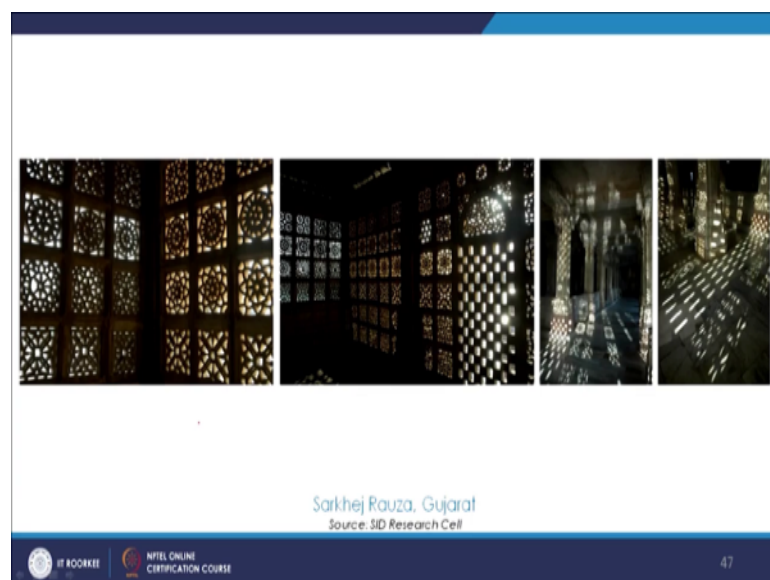 Sarkhej Rauza, Gujarat
Source: SID Research Cell
IIT ROORKEE
NPTEL ONLINE
CERTIFICATION COURSE
47